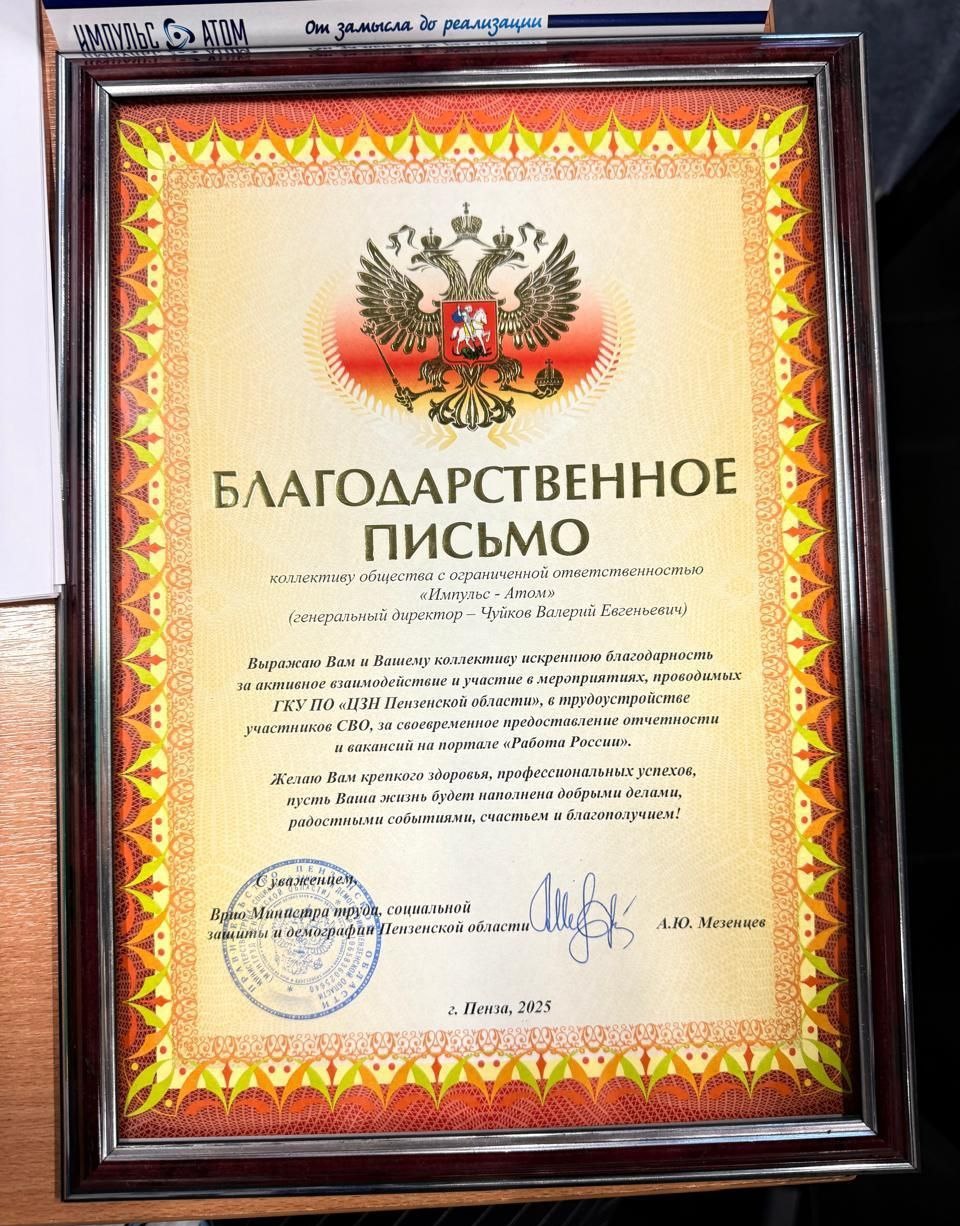 ИМПУЛЬС АТОМ От замысла до реализации
БЛАГОДАРСТВЕННОЕ
ПИСЬМО
коллективу общества с ограниченной ответственностью
«Импульс - Атом»
(генеральный директор – Чуйков Валерий Евгеньевич)
Выражаю Вам и Вашему коллективу искреннюю благодарность
за активное взаимодействие и участие в мероприятиях, проводимых
ГКУ ПО «ЦЗН Пензенской области», в трудоустройстве
участников СВО, за своевременное предоставление отчетности
и вакансий на портале «Работа России».
Желаю Вам крепкого здоровья, профессиональных успехов,
пусть Ваша жизнь будет наполнена добрыми делами,
радостными событиями, счастьем и благополучием!
С уважением,
Врио Министра труда, социальной
защиты и демографии Пензенской области
А.Ю. Мезенцев
г. Пенза, 2025